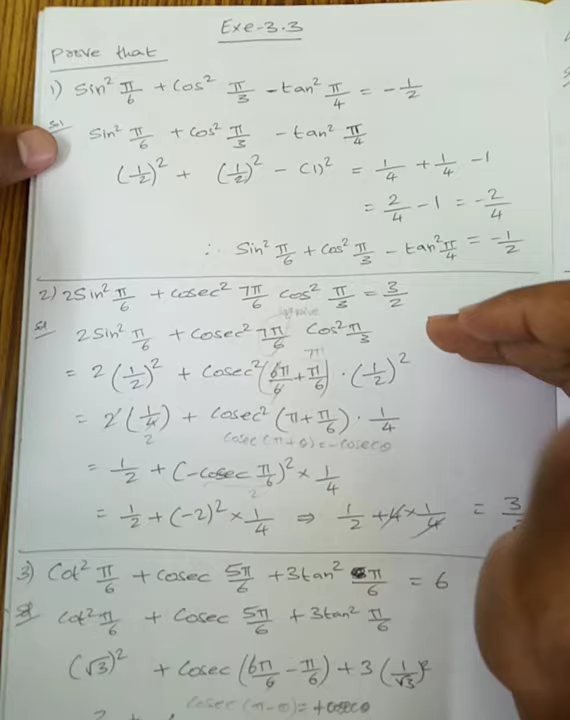 Exe-3.3
Prove that
1) Sin² π/6 + Cos² π/3 - tan² π/4 = - 1/2
Sol Sin² π/6 + Cos² π/3 - tan² π/4
(1/2)² + (1/2)² - (1)² = 1/4 + 1/4 - 1
= 2/4 - 1 = -2/4
∴ Sin² π/6 + Cos² π/3 - tan² π/4 = -1/2
2) 2Sin² π/6 + Cosec² 7π/6 Cos² π/3 = 3/2
Sol 2Sin² π/6 + Cosec² 7π/6 Cos² π/3
7π
= 2 (1/2)² + Cosec² (6π/6 + π/6) · (1/2)²
= 2 (1/4) + Cosec² (π + π/6) · 1/4
2
Cosec (π+θ) = -Cosecθ
= 1/2 + (-Cosec π/6)² × 1/4
2
= 1/2 + (-2)² × 1/4 ⇒ 1/2 + 4 × 1/4 = 3/
3) Cot² π/6 + Cosec 5π/6 + 3tan² π/6 = 6
Sol Cot² π/6 + Cosec 5π/6 + 3tan² π/6
(√3)² + Cosec (6π/6 - π/6) + 3 (1/√3)²
Cosec (π-θ) = +Cosecθ